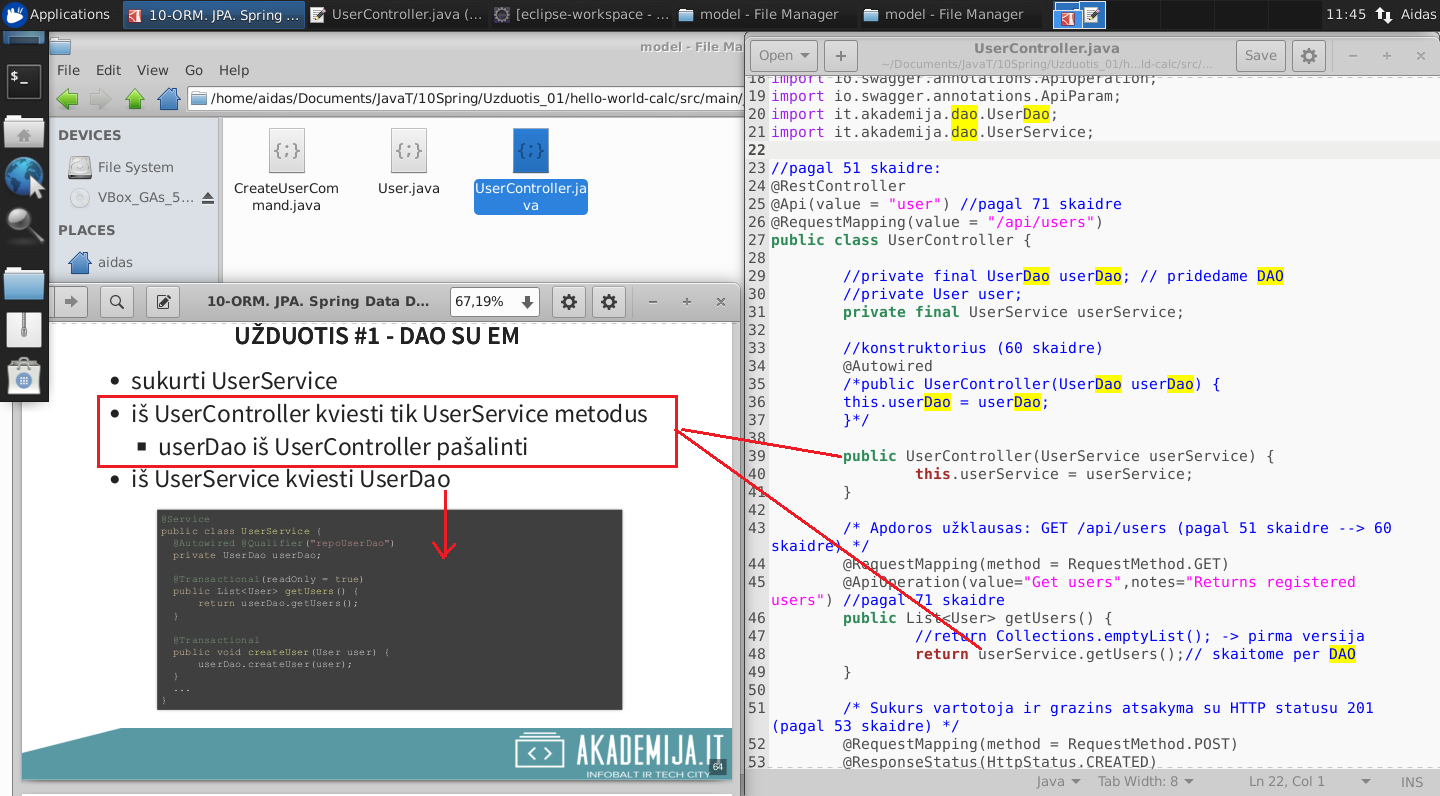 Applications
10-ORM. JPA. Spring ...
UserController.java (...
[eclipse-workspace - ...
model - File Manager
model - File Manager
11:45
Aidas
model - File Ma
File Edit View Go Help
/home/aidas/Documents/JavaT/10Spring/Uzduotis_01/hello-world-calc/src/main/
DEVICES
File System
VBox_GAs_5...
PLACES
aidas
CreateUserCom
mand.java
User.java
UserController.ja
va
10-ORM. JPA. Spring Data D...
67,19%
UŽDUOTIS #1 - DAO SU EM
• sukurti UserService
• iš UserController kviesti tik UserService metodus
▪ userDao iš UserController pašalinti
• iš UserService kviesti UserDao
@Service
public class UserService {
@Autowired @Qualifier("repoUserDao")
private UserDao userDao;
@Transactional(readOnly = true)
public List<User> getUsers() {
return userDao.getUsers();
}
@Transactional
public void createUser(User user) {
userDao.createUser(user);
}
...
}
AKADEMIJA.IT
INFOBALT IR TECH CITY
64
Open
+
UserController.java
~/Documents/JavaT/10Spring/Uzduotis_01/h...ld-calc/src/...
Save
18 import io.swagger.annotations.ApiOperation;
19 import io.swagger.annotations.ApiParam;
20 import it.akademija.dao.UserDao;
21 import it.akademija.dao.UserService;
22
23 //pagal 51 skaidre:
24 @RestController
25 @Api(value = "user") //pagal 71 skaidre
26 @RequestMapping(value = "/api/users")
27 public class UserController {
28
29 //private final UserDao userDao; // pridedame DAO
30 //private User user;
31 private final UserService userService;
32
33 //konstruktorius (60 skaidre)
34 @Autowired
35 /*public UserController(UserDao userDao) {
36 this.userDao = userDao;
37 }*/
38
39 public UserController(UserService userService) {
40 this.userService = userService;
41 }
42
43 /* Apdoros užklausas: GET /api/users (pagal 51 skaidre --> 60
skaidre) */
44 @RequestMapping(method = RequestMethod.GET)
45 @ApiOperation(value="Get users",notes="Returns registered
users") //pagal 71 skaidre
46 public List<User> getUsers() {
47 //return Collections.emptyList(); -> pirma versija
48 return userService.getUsers();// skaitome per DAO
49 }
50
51 /* Sukurs vartotoja ir grazins atsakyma su HTTP statusu 201
(pagal 53 skaidre) */
52 @RequestMapping(method = RequestMethod.POST)
53 @ResponseStatus(HttpStatus.CREATED)
Java
Tab Width: 8
Ln 22, Col 1
INS